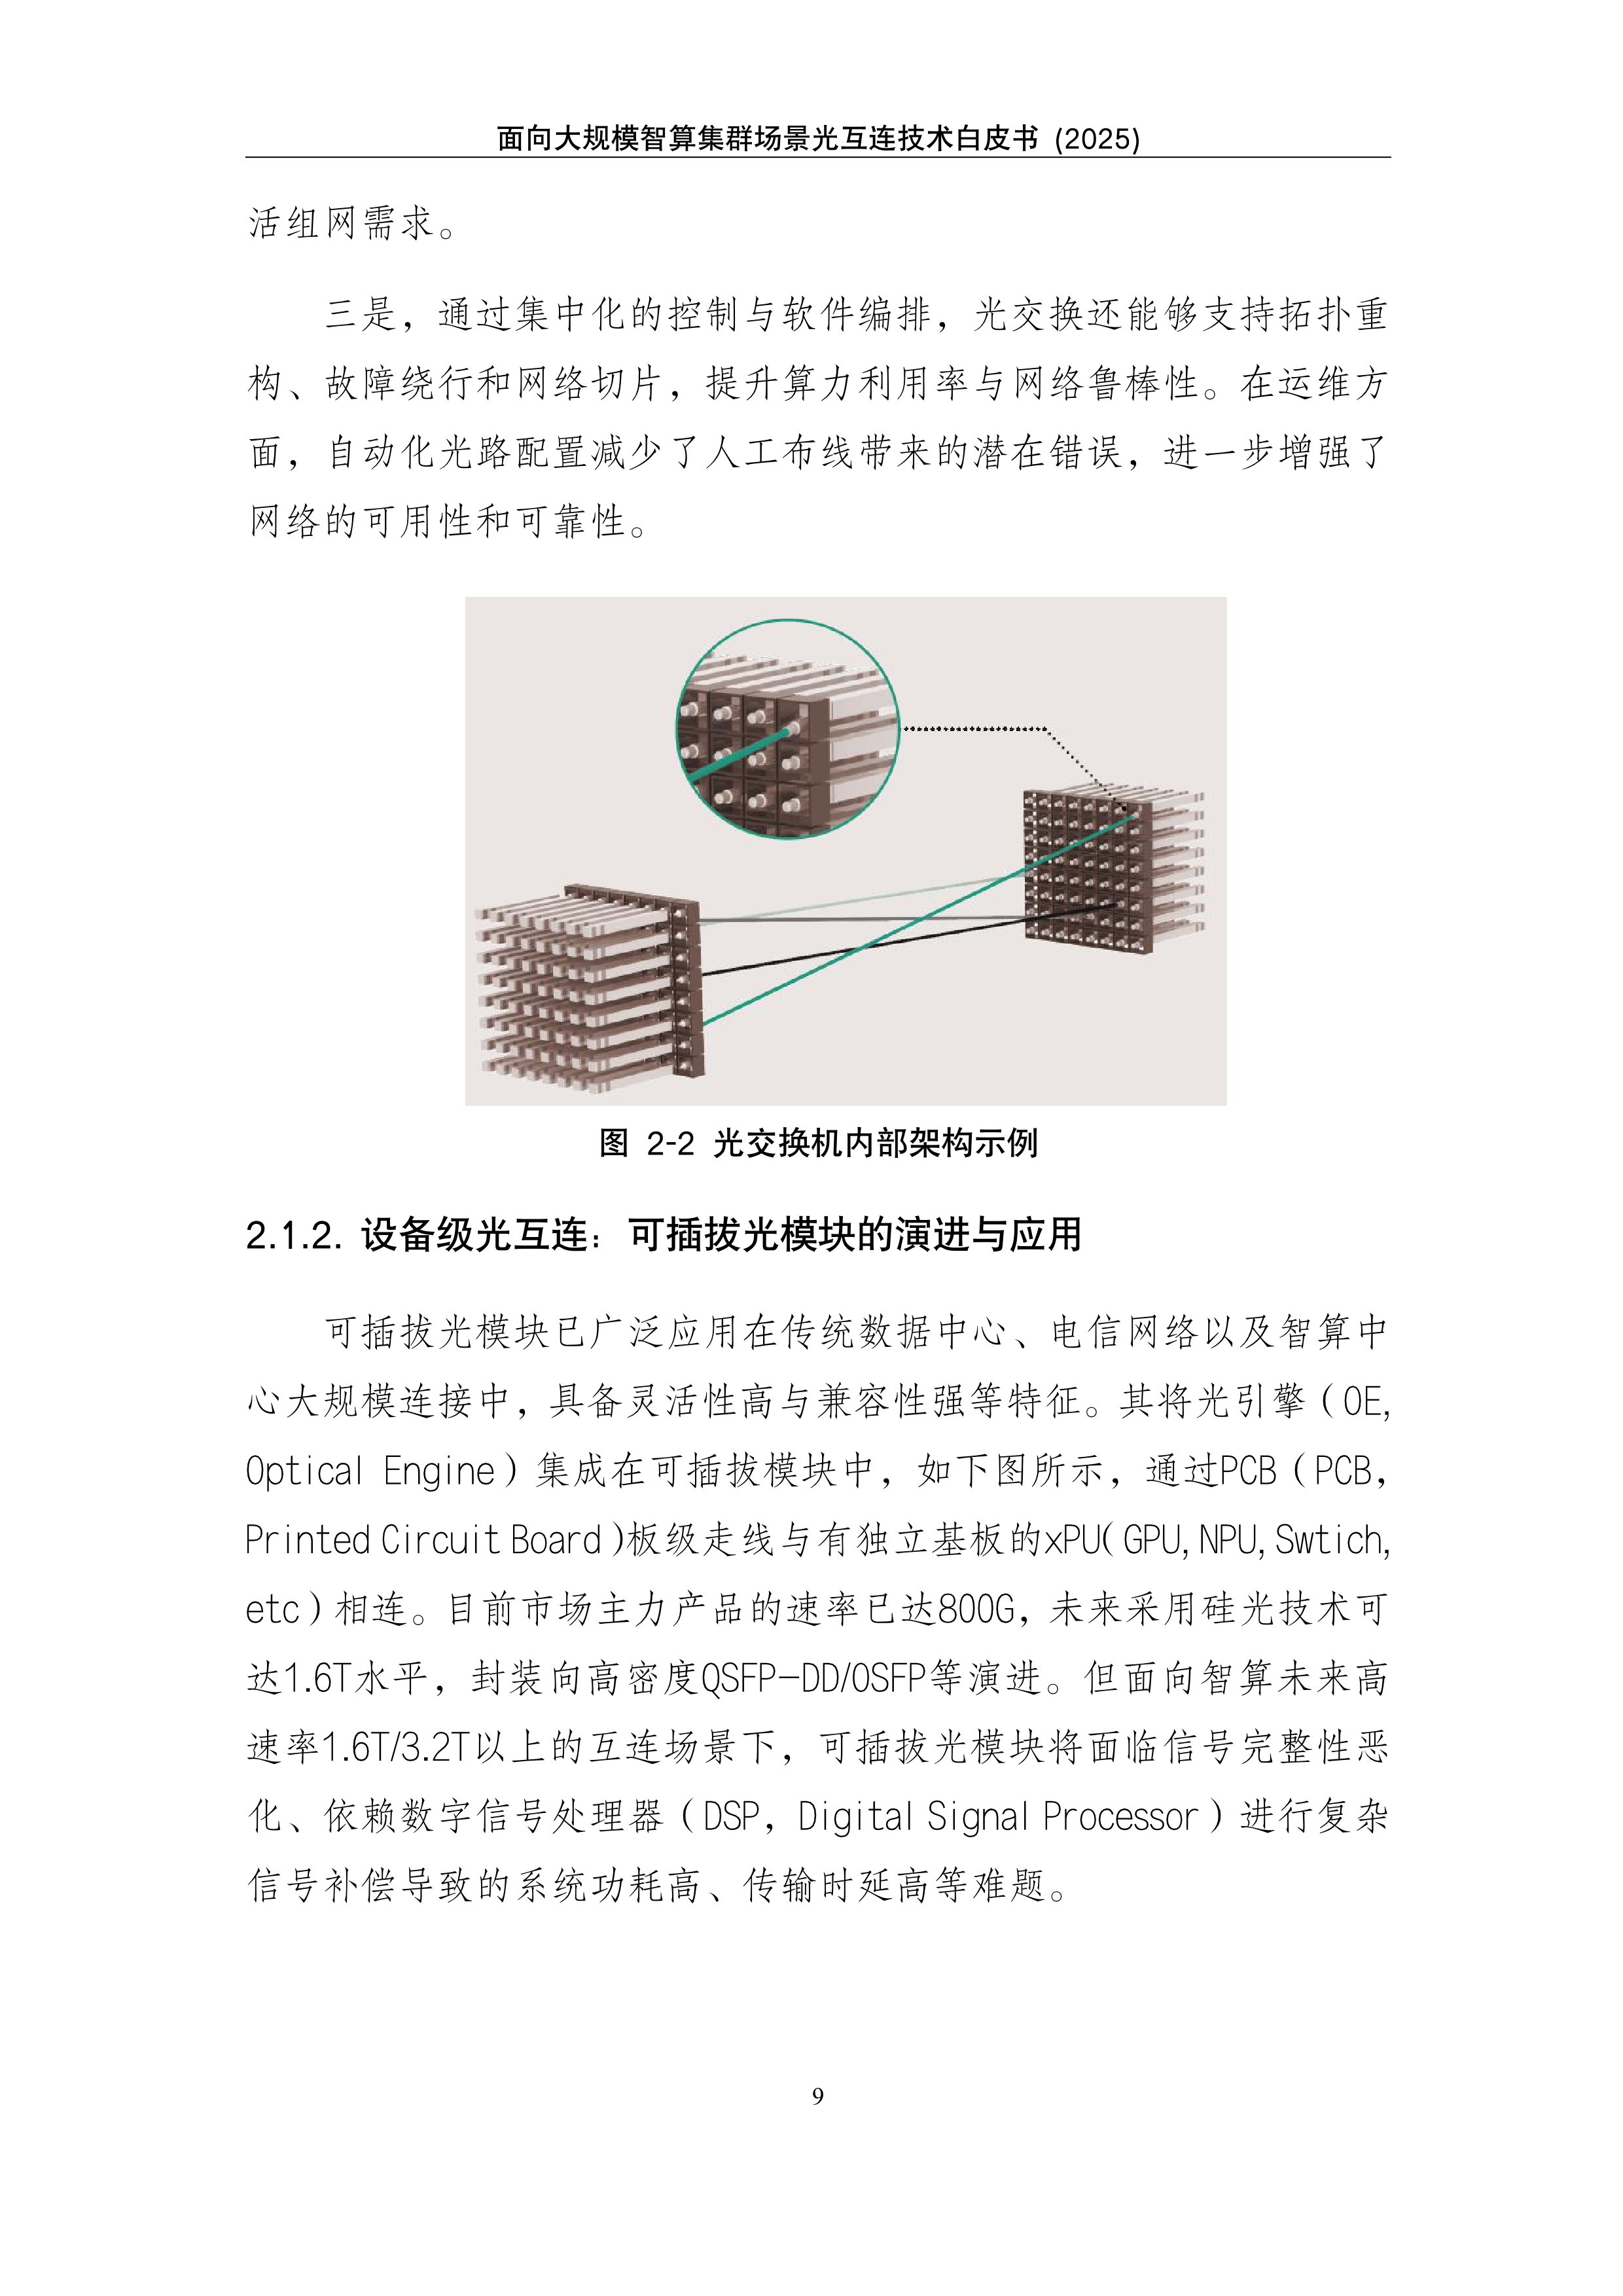 面向大规模智算集群场景光互连技术白皮书 (2025)
活组网需求。
三是，通过集中化的控制与软件编排，光交换还能够支持拓扑重
构、故障绕行和网络切片，提升算力利用率与网络鲁棒性。在运维方
面，自动化光路配置减少了人工布线带来的潜在错误，进一步增强了
网络的可用性和可靠性。
图 2-2 光交换机内部架构示例
2.1.2. 设备级光互连：可插拔光模块的演进与应用
可插拔光模块已广泛应用在传统数据中心、电信网络以及智算中
心大规模连接中，具备灵活性高与兼容性强等特征。其将光引擎（OE,
Optical Engine）集成在可插拔模块中，如下图所示，通过PCB（PCB，
Printed Circuit Board）板级走线与有独立基板的xPU（GPU, NPU, Swtich,
etc）相连。目前市场主力产品的速率已达800G，未来采用硅光技术可
达1.6T水平，封装向高密度QSFP-DD/OSFP等演进。但面向智算未来高
速率1.6T/3.2T以上的互连场景下，可插拔光模块将面临信号完整性恶
化、依赖数字信号处理器（DSP，Digital Signal Processor）进行复杂
信号补偿导致的系统功耗高、传输时延高等难题。
9